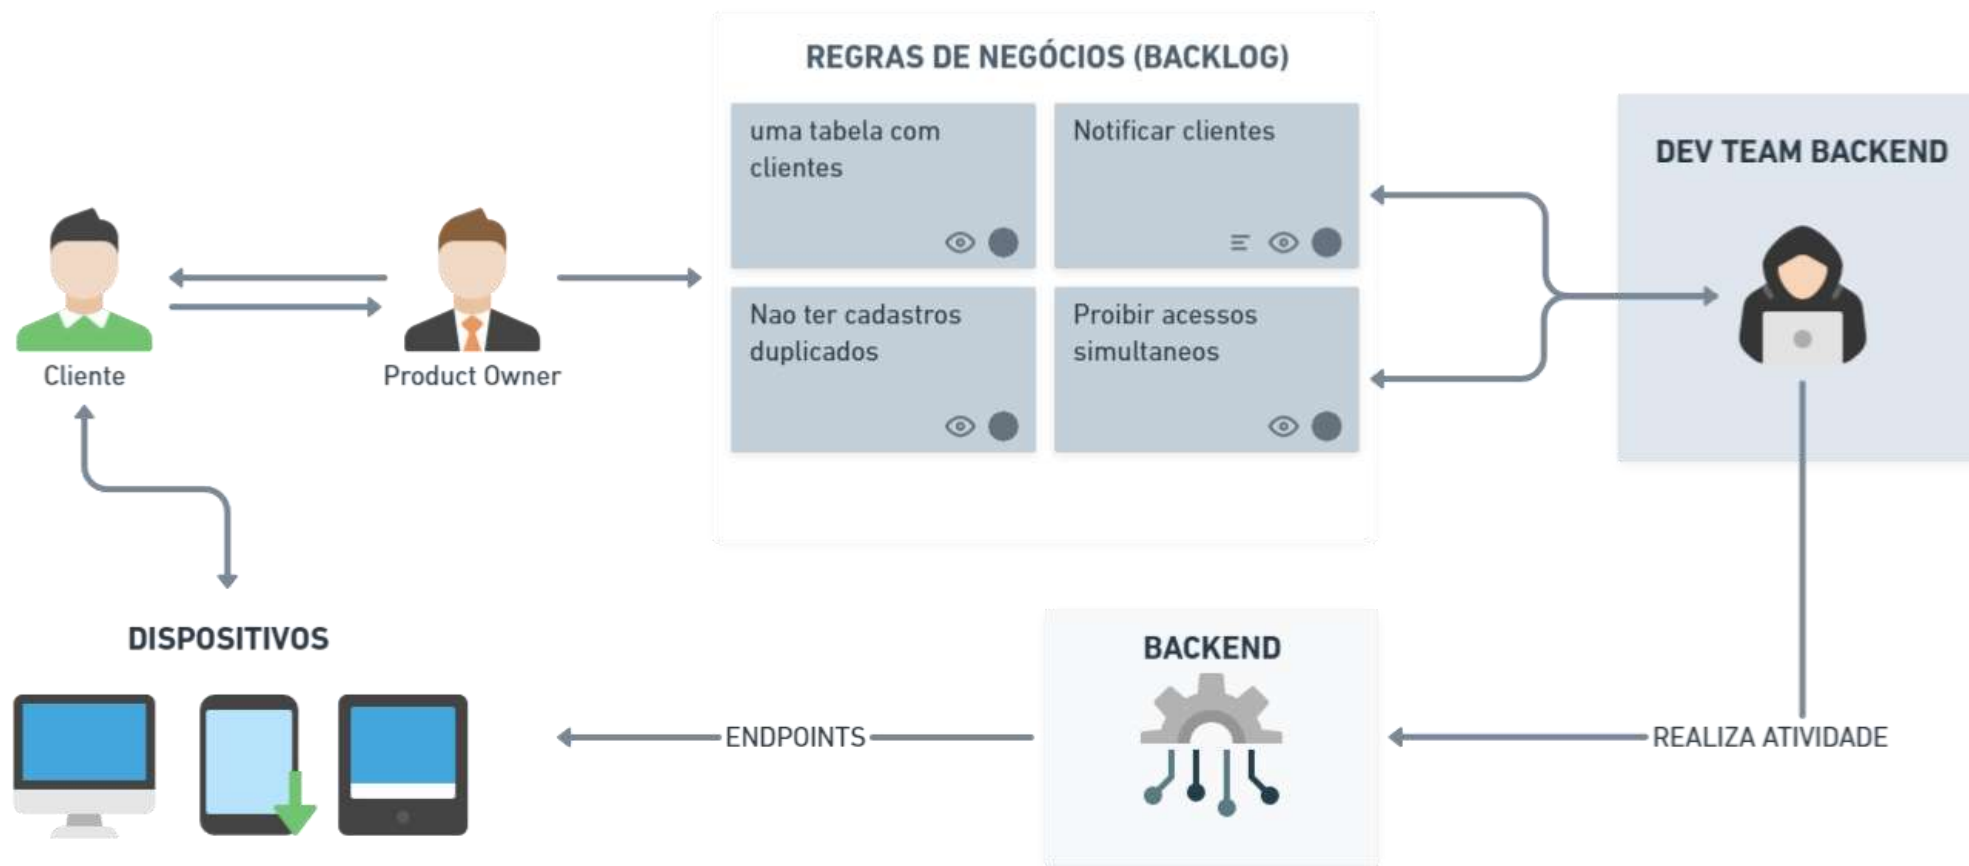 REGRAS DE NEGÓCIOS (BACKLOG)
uma tabela com
clientes
Notificar clientes
Nao ter cadastros
duplicados
Proibir acessos
simultaneos
DEV TEAM BACKEND
Cliente
Product Owner
DISPOSITIVOS
BACKEND
ENDPOINTS
REALIZA ATIVIDADE